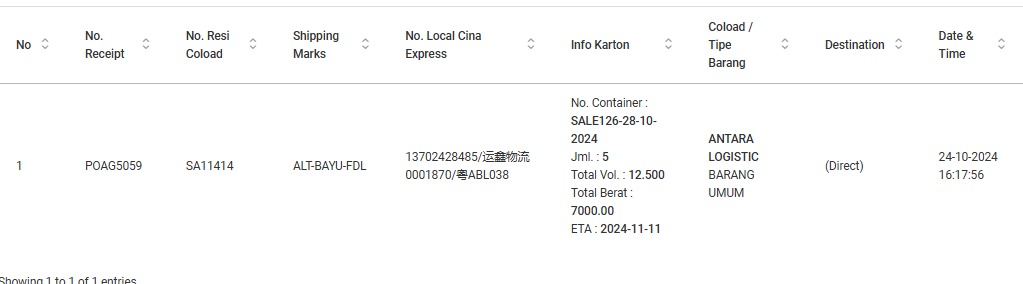 No
No. Receipt
No. Resi Coload
Shipping Marks
No. Local Cina Express
Info Karton
Coload / Tipe Barang
Destination
Date & Time
1
POAG5059
SA11414
ALT-BAYU-FDL
13702428485/运鑫物流
0001870/粤ABL038
No. Container :
SALE126-28-10-
2024
Jml. : 5
Total Vol. : 12.500
Total Berat :
7000.00
ETA : 2024-11-11
ANTARA
LOGISTIC
BARANG
UMUM
(Direct)
24-10-2024
16:17:56
Showing 1 to 1 of 1 entries